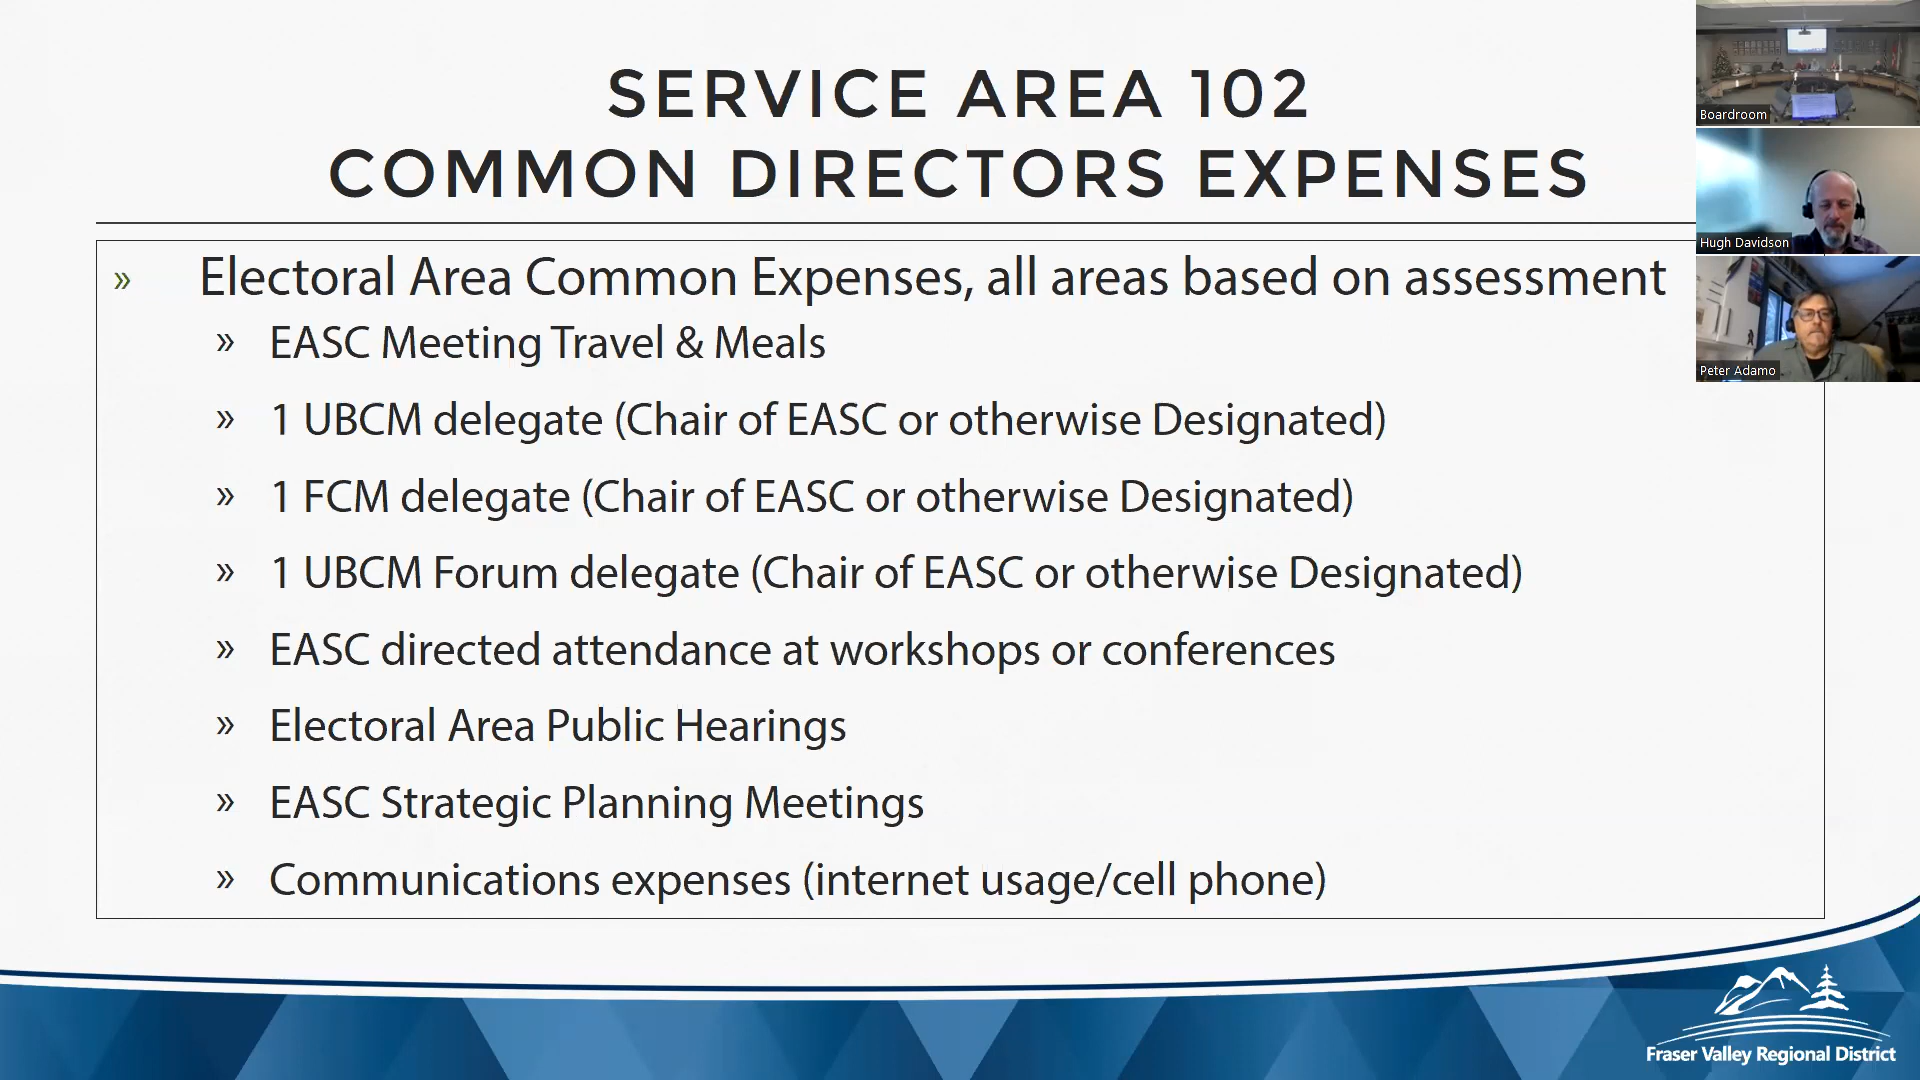 SERVICE AREA 102
COMMON DIRECTORS EXPENSES
» Electoral Area Common Expenses, all areas based on assessment
» EASC Meeting Travel & Meals
» 1 UBCM delegate (Chair of EASC or otherwise Designated)
» 1 FCM delegate (Chair of EASC or otherwise Designated)
» 1 UBCM Forum delegate (Chair of EASC or otherwise Designated)
» EASC directed attendance at workshops or conferences
» Electoral Area Public Hearings
» EASC Strategic Planning Meetings
» Communications expenses (internet usage/cell phone)
Boardroom
Hugh Davidson
Peter Adamo
Fraser Valley Regional District